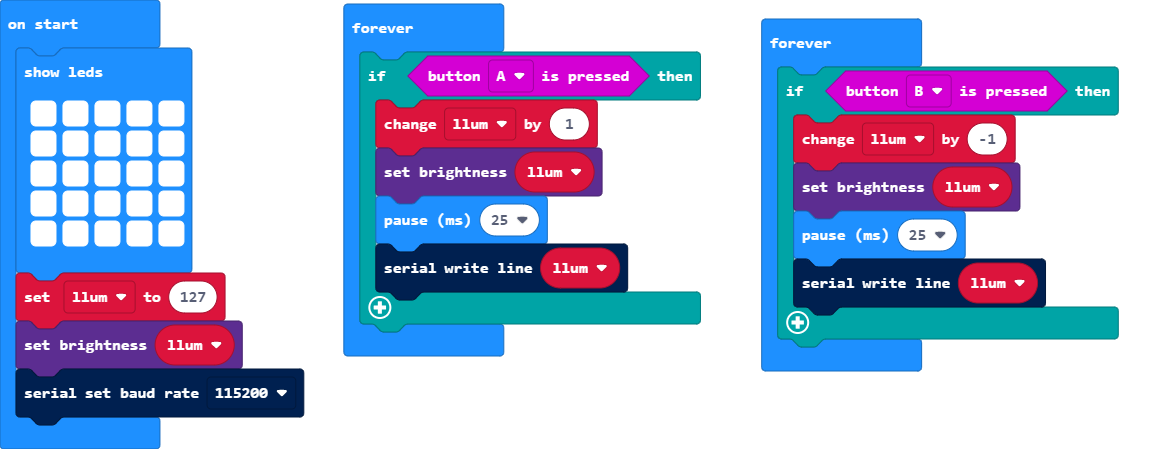 on start
show leds
set llum to 127
set brightness llum
serial set baud rate 115200
forever
if button A is pressed then
change llum by 1
set brightness llum
pause (ms) 25
serial write line llum
forever
if button B is pressed then
change llum by -1
set brightness llum
pause (ms) 25
serial write line llum